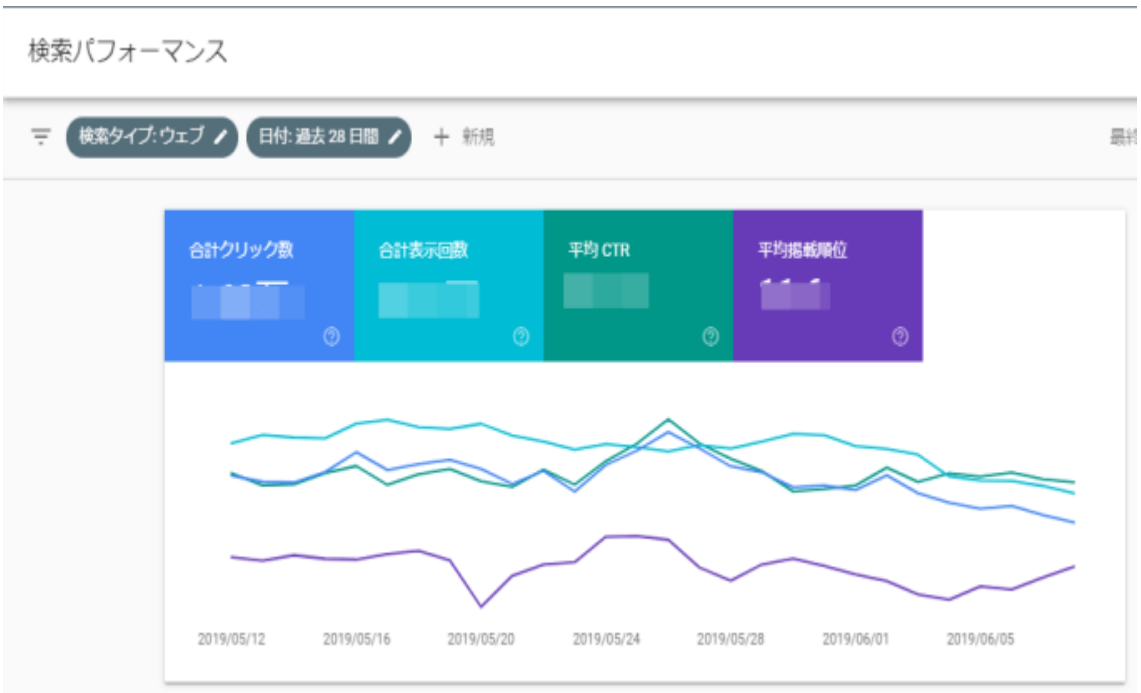 検索パフォーマンス
検索タイプ: ウェブ 日付: 過去 28 日間 + 新規 最終
合計クリック数 合計表示回数 平均 CTR 平均掲載順位
2019/05/12 2019/05/16 2019/05/20 2019/05/24 2019/05/28 2019/06/01 2019/06/05